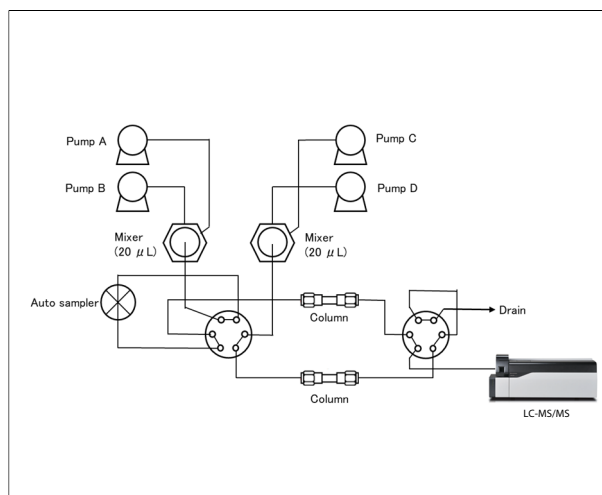 Pump A
Pump C
Pump B
Pump D
Mixer
(20 μL)
Mixer
(20 μL)
Auto sampler
Column
Drain
Column
LC-MS/MS